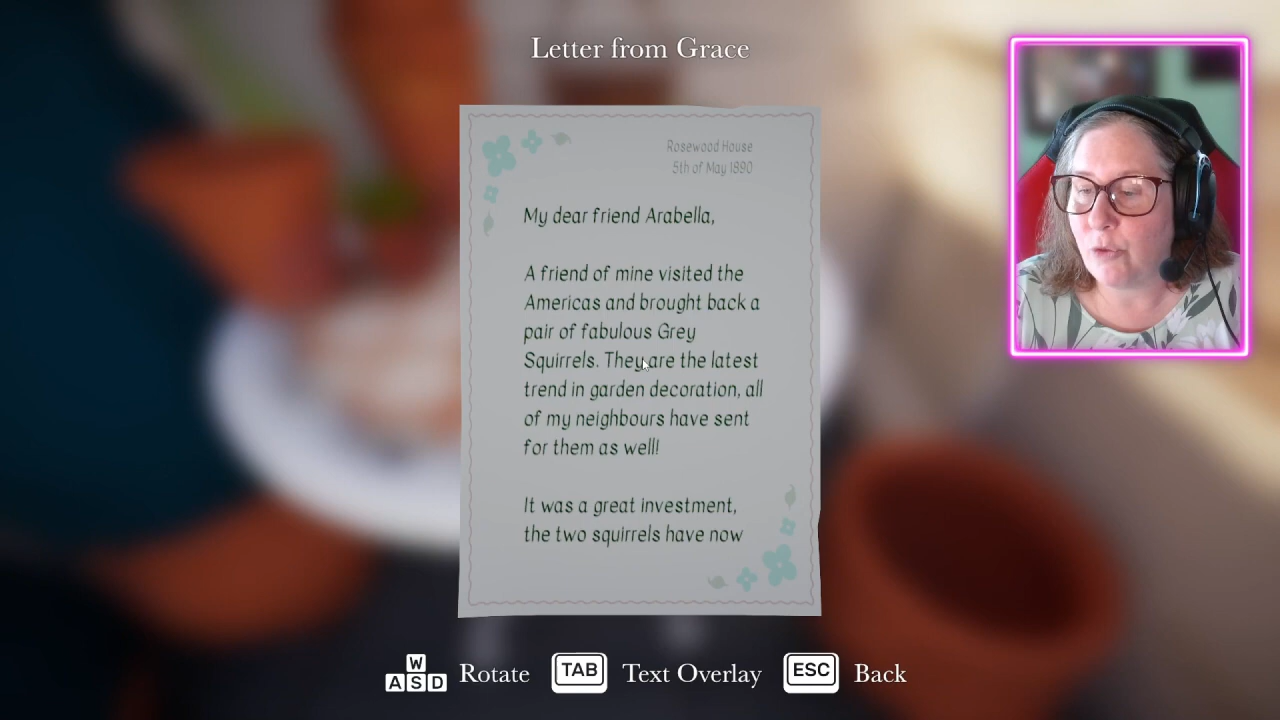 Letter from Grace
Rosewood House
5th of May 1890
My dear friend Arabella,
A friend of mine visited the
Americas and brought back a
pair of fabulous Grey
Squirrels. They are the latest
trend in garden decoration, all
of my neighbours have sent
for them as well!
It was a great investment,
the two squirrels have now
W
A S D Rotate TAB Text Overlay ESC Back